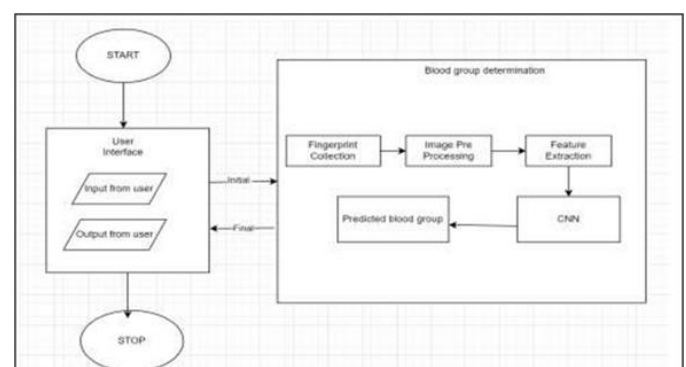 START
Blood group determination
User
Interface
Fingerprint
Collection
Image Pre
Processing
Feature
Extraction
Input from user
Initial
Predicted blood group
CNN
Output from user
Final
STOP